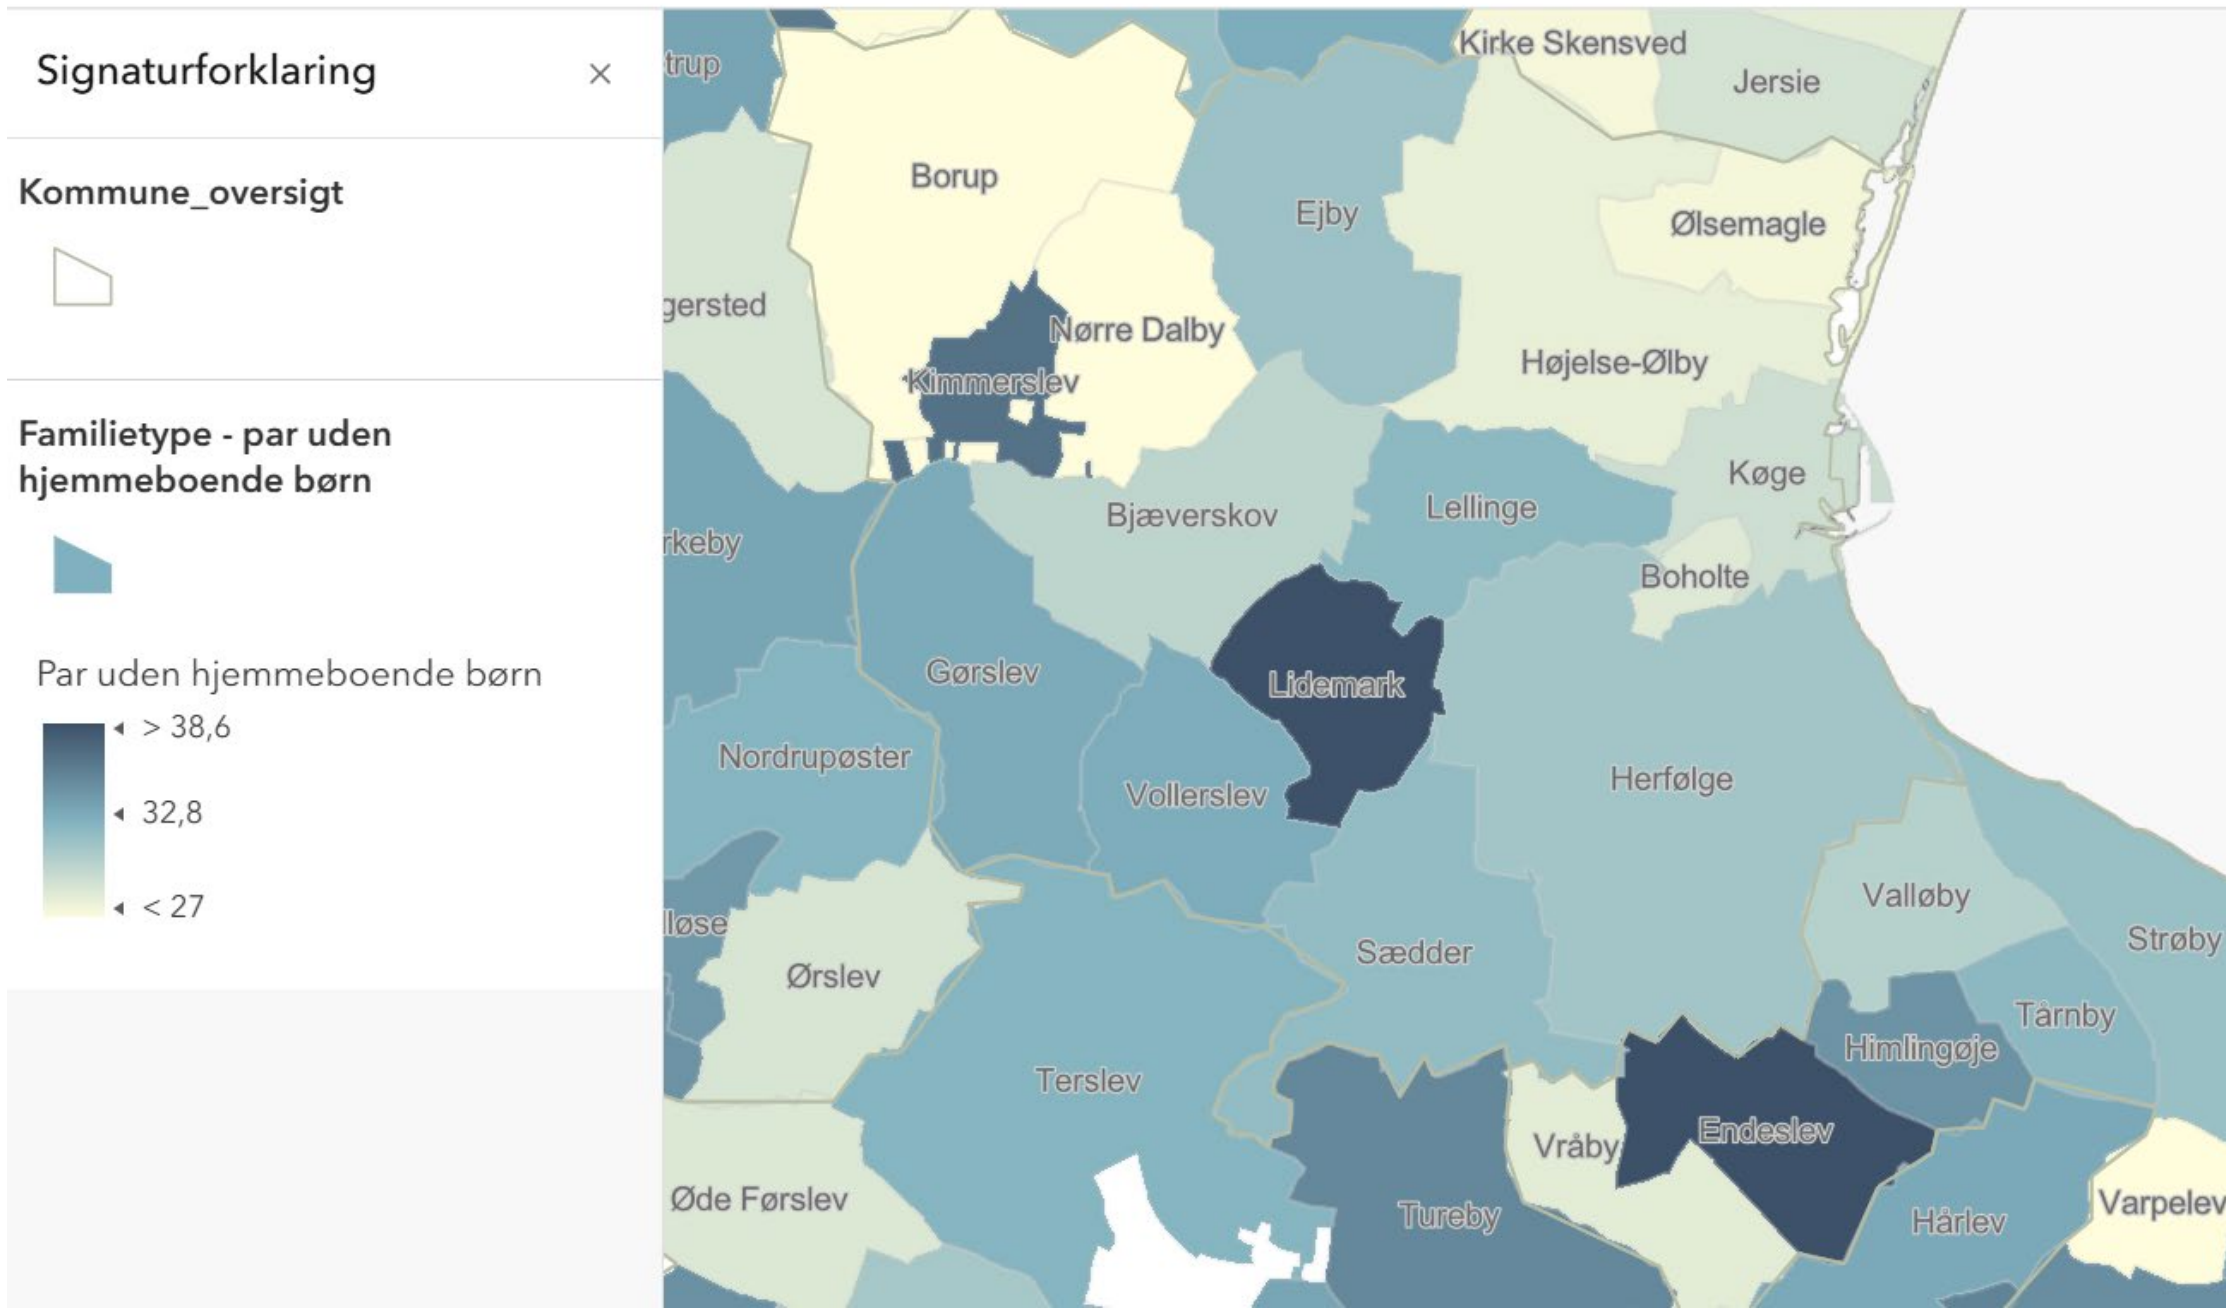 Signaturforklaring
Kommune_oversigt
Familietype - par uden
hjemmeboende børn
Par uden hjemmeboende børn
> 38,6
32,8
< 27
trup
Kirke Skensved
Jersie
Borup
Ejby
Ølsemagle
gersted
Nørre Dalby
Højelse-Ølby
Kimmerslev
Køge
Bjæverskov
Lellinge
rkeby
Boholte
Gørslev
Lidemark
Nordrupøster
Vollerslev
Herfølge
Valløby
lløse
Sædder
Strøby
Ørslev
Tårnby
Himlingøje
Terslev
Endeslev
Vråby
Øde Førslev
Tureby
Hårlev
Varpelev